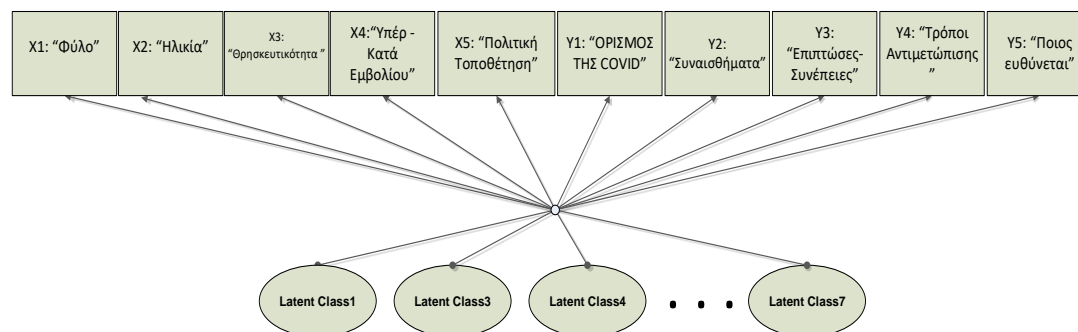 X1: “Φύλο”
X2: “Ηλικία”
X3:
“Θρησκευτικότητα ”
X4:“Υπέρ -
Κατά
Εμβολίου”
X5: “Πολιτική
Τοποθέτηση”
Y1: “ΟΡΙΣΜΟΣ
ΤΗΣ COVID”
Y2:
“Συναισθήματα”
Y3:
“Επιπτώσες-
Συνέπειες”
Y4: “Τρόποι
Αντιμετώπισης
”
Y5: “Ποιος
ευθύνεται”
Latent Class1
Latent Class3
Latent Class4
. . .
Latent Class7